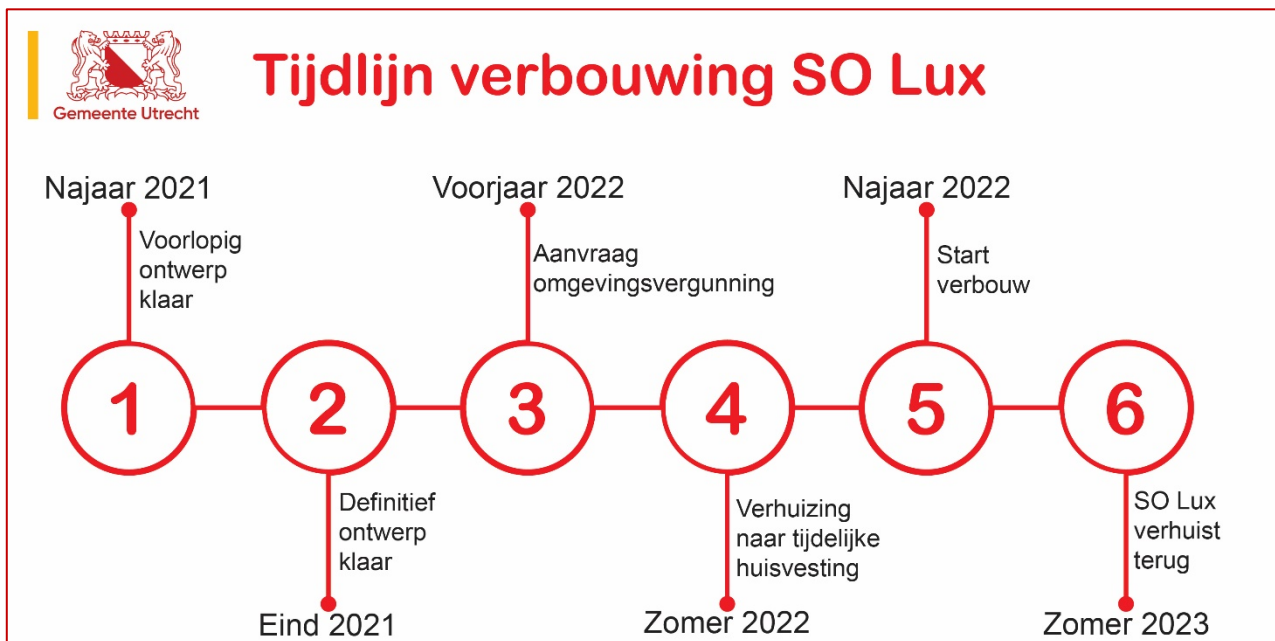 Gemeente Utrecht
Tijdlijn verbouwing SO Lux
Najaar 2021
Voorlopig
ontwerp
klaar
1
2
Definitief
ontwerp
klaar
Eind 2021
Voorjaar 2022
Aanvraag
omgevingsvergunning
3
4
Verhuizing
naar tijdelijke
huisvesting
Zomer 2022
Najaar 2022
Start
verbouw
5
6
SO Lux
verhuist
terug
Zomer 2023